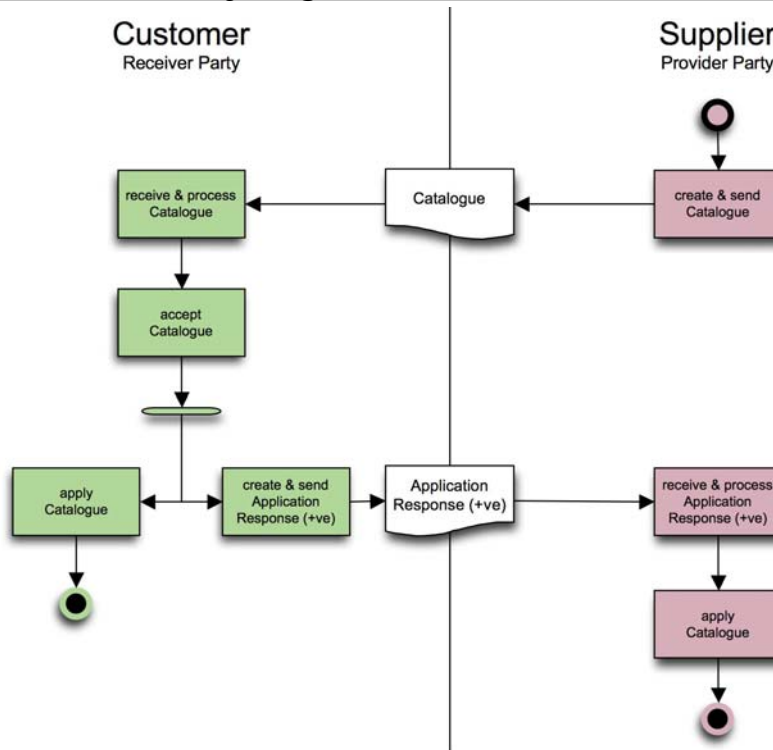 Customer
Receiver Party
Supplier
Provider Party
receive & process
Catalogue
Catalogue
create & send
Catalogue
accept
Catalogue
apply
Catalogue
create & send
Application
Response (+ve)
Application
Response (+ve)
receive & process
Application
Response (+ve)
apply
Catalogue